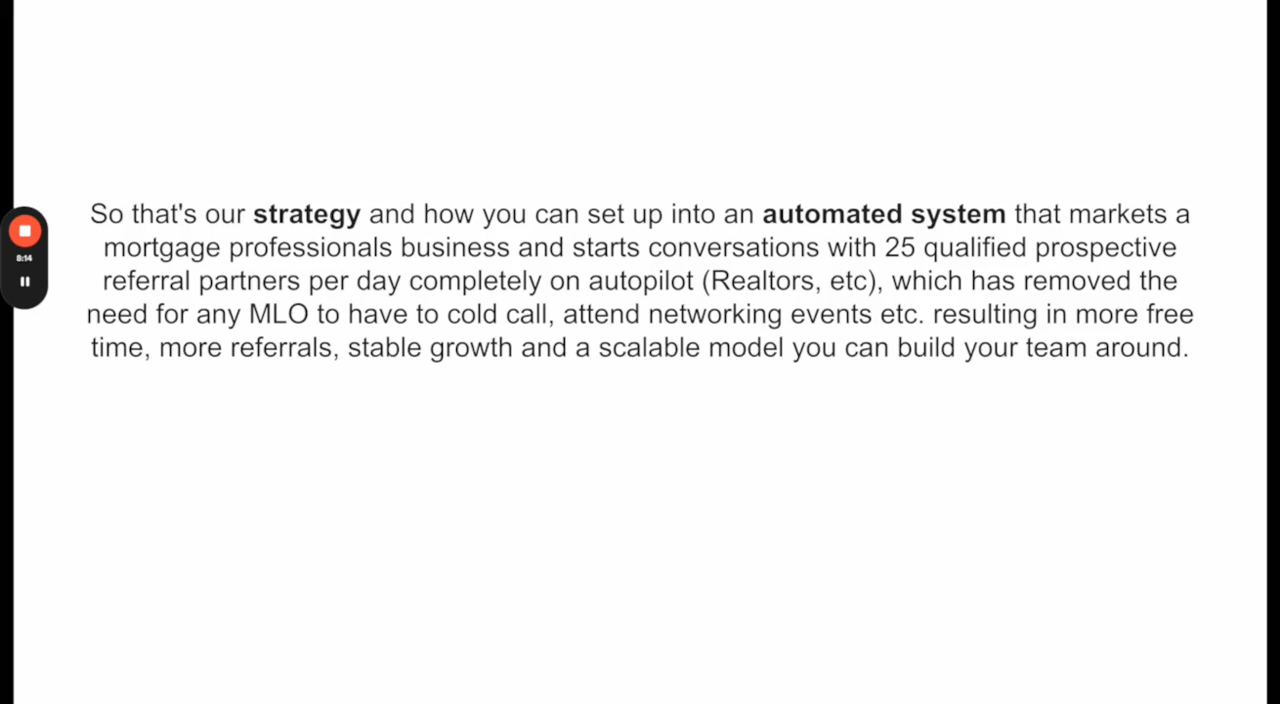 So that's our strategy and how you can set up into an automated system that markets a
mortgage professionals business and starts conversations with 25 qualified prospective
referral partners per day completely on autopilot (Realtors, etc), which has removed the
need for any MLO to have to cold call, attend networking events etc. resulting in more free
time, more referrals, stable growth and a scalable model you can build your team around.
8:14